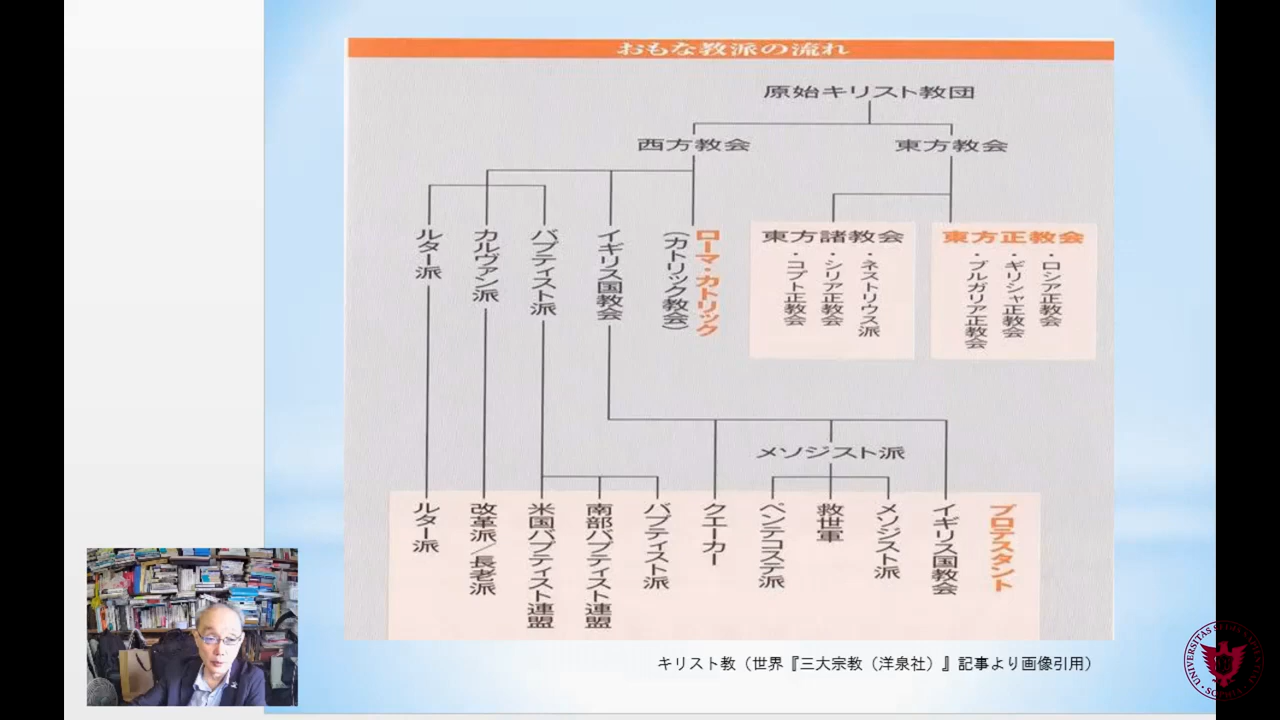 おもな教派の流れ
原始キリスト教団
西方教会
東方教会
ルター派
カルヴァン派
バプティスト派
イギリス国教会
ローマ・カトリック
(カトリック教会)
東方諸教会
・ネストリウス派
・シリア正教会
・コプト正教会
東方正教会
・ロシア正教会
・ギリシャ正教会
・ブルガリア正教会
メソジスト派
ルター派
改革派/長老派
米国バプティスト連盟
南部バプティスト連盟
バプティスト派
クエーカー
ペンテコステ派
救世軍
メソジスト派
イギリス国教会
プロテスタント
キリスト教(世界『三大宗教(洋泉社)』記事より画像引用)